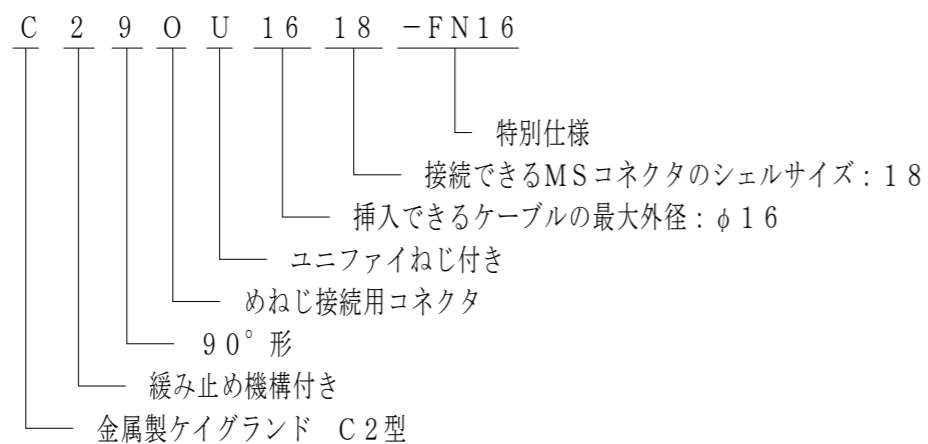 Ｃ ２ ９ Ｏ Ｕ １６ １８ －ＦＮ１６
特別仕様
接続できるＭＳコネクタのシェルサイズ：１８
挿入できるケーブルの最大外径：φ１６
ユニファイねじ付き
めねじ接続用コネクタ
９０°形
緩み止め機構付き
金属製ケイグランド　Ｃ２型